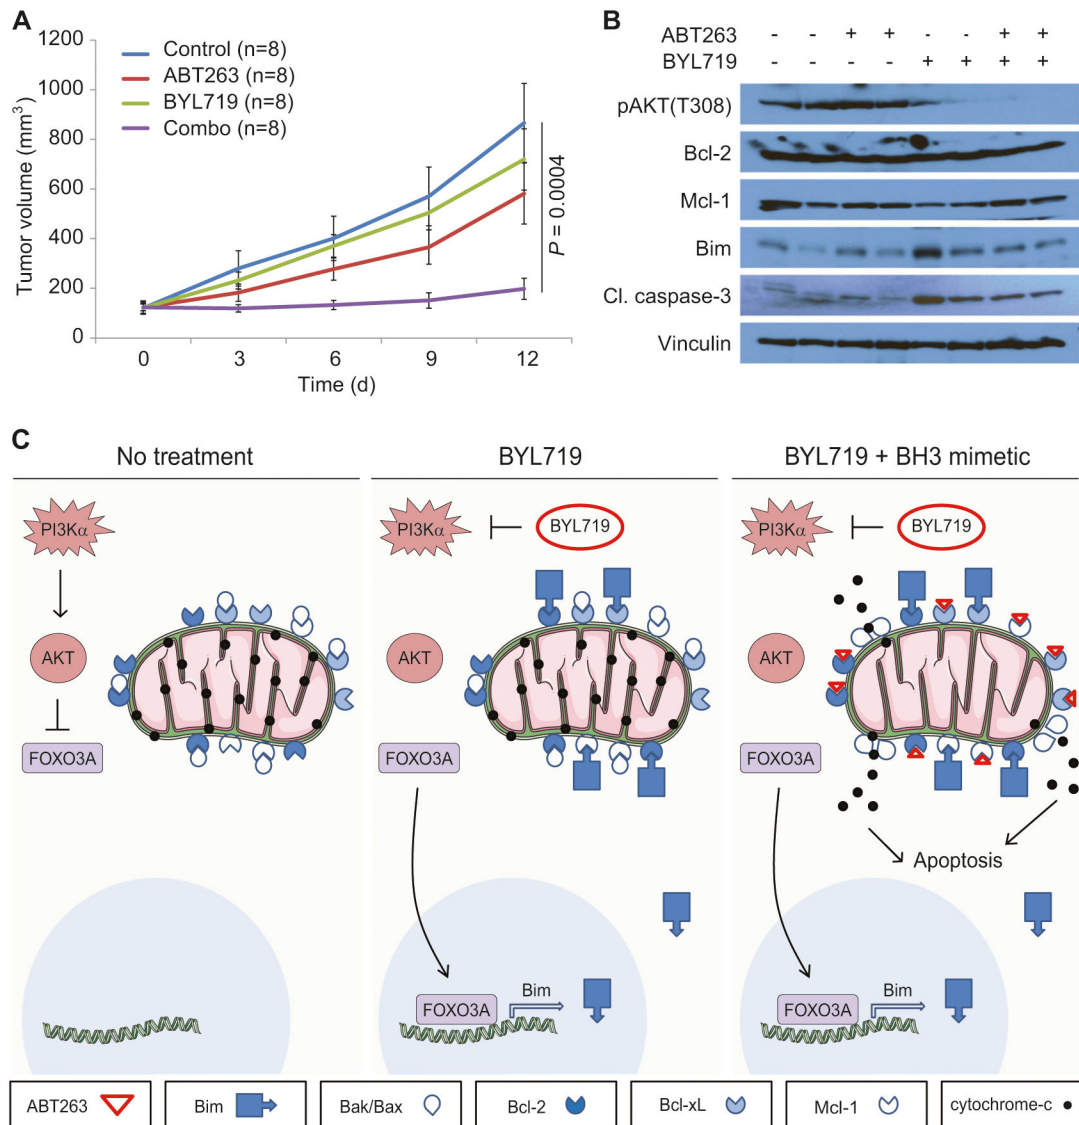 A
1200
1000
800
600
400
200
0
Tumor volume (mm³)
Control (n=8)
ABT263 (n=8)
BYL719 (n=8)
Combo (n=8)
P = 0.0004
0 3 6 9 12
Time (d)
B
ABT263 - - + + - - + +
BYL719 - - - - + + + +
pAKT(T308)
Bcl-2
Mcl-1
Bim
Cl. caspase-3
Vinculin
C
No treatment
PI3Kα
AKT
FOXO3A
BYL719
PI3Kα
BYL719
AKT
FOXO3A
Bim
FOXO3A
BYL719 + BH3 mimetic
PI3Kα
BYL719
AKT
FOXO3A
Apoptosis
Bim
FOXO3A
ABT263
Bim
Bak/Bax
Bcl-2
Bcl-xL
Mcl-1
cytochrome-c